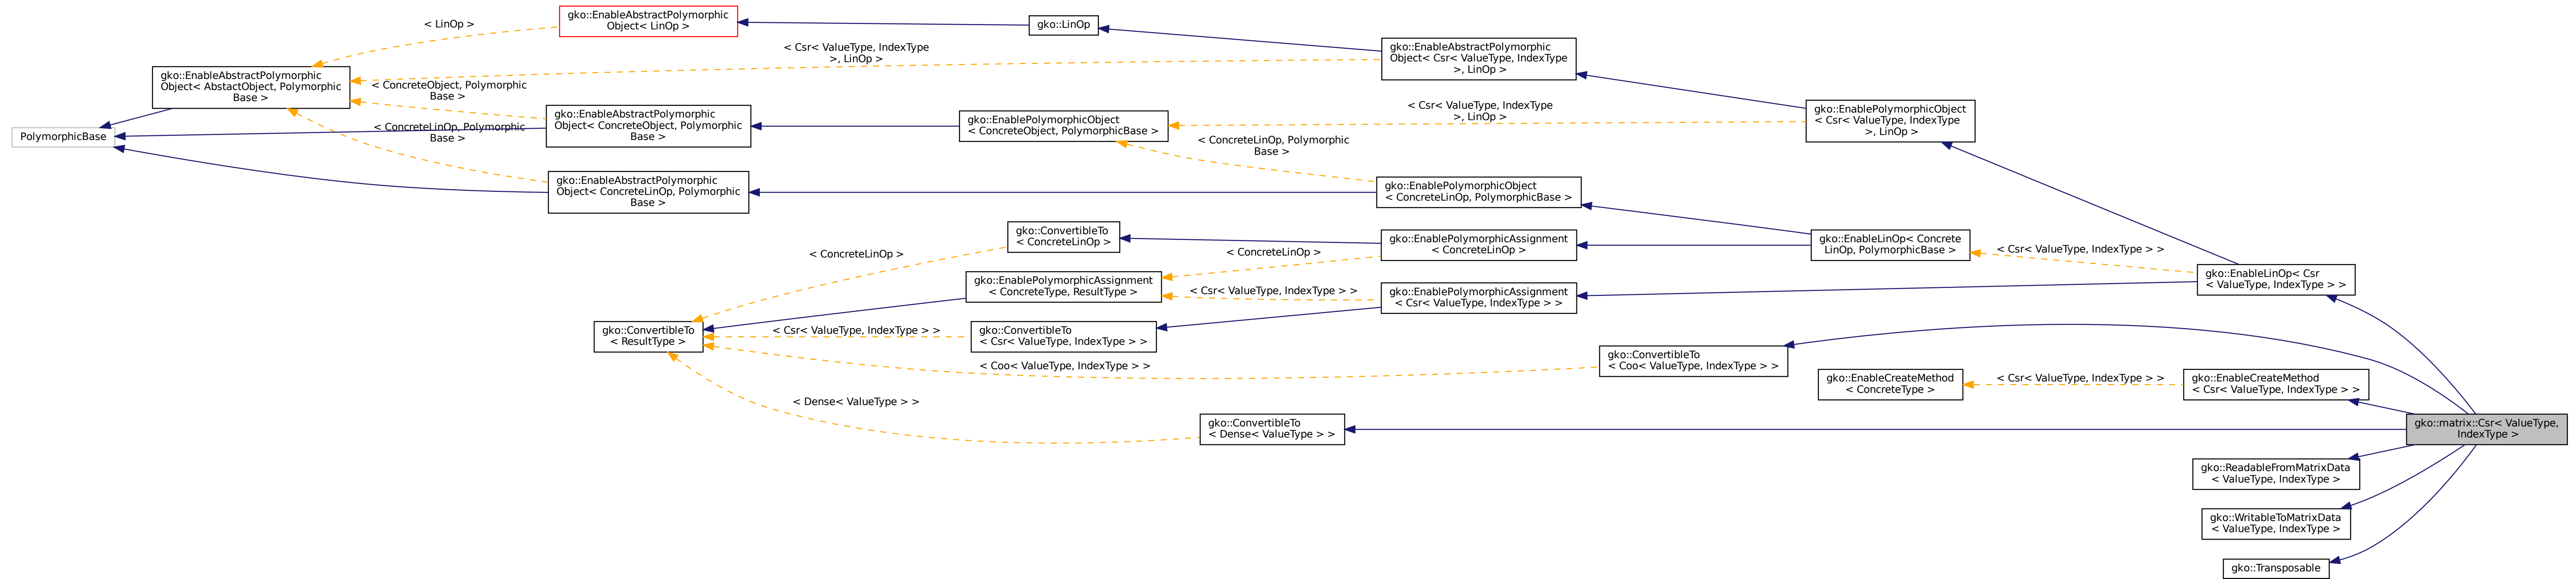 gko::EnableAbstractPolymorphic
Object< LinOp >
< LinOp >
gko::LinOp
< Csr< ValueType, IndexType
>, LinOp >
gko::EnableAbstractPolymorphic
Object< Csr< ValueType, IndexType
>, LinOp >
gko::EnableAbstractPolymorphic
Object< AbstactObject, Polymorphic
Base >
< ConcreteObject, Polymorphic
Base >
gko::EnableAbstractPolymorphic
Object< ConcreteObject, Polymorphic
Base >
gko::EnablePolymorphicObject
< ConcreteObject, PolymorphicBase >
< Csr< ValueType, IndexType
>, LinOp >
gko::EnablePolymorphicObject
< Csr< ValueType, IndexType
>, LinOp >
PolymorphicBase
< ConcreteLinOp, Polymorphic
Base >
< ConcreteLinOp, Polymorphic
Base >
gko::EnableAbstractPolymorphic
Object< ConcreteLinOp, Polymorphic
Base >
gko::EnablePolymorphicObject
< ConcreteLinOp, PolymorphicBase >
gko::ConvertibleTo
< ConcreteLinOp >
< ConcreteLinOp >
< ConcreteLinOp >
gko::EnablePolymorphicAssignment
< ConcreteLinOp >
gko::EnableLinOp< Concrete
LinOp, PolymorphicBase >
< Csr< ValueType, IndexType > >
gko::EnableLinOp< Csr
< ValueType, IndexType > >
gko::EnablePolymorphicAssignment
< ConcreteType, ResultType >
< Csr< ValueType, IndexType > >
gko::EnablePolymorphicAssignment
< Csr< ValueType, IndexType > >
gko::ConvertibleTo
< ResultType >
< Csr< ValueType, IndexType > >
gko::ConvertibleTo
< Csr< ValueType, IndexType > >
< Coo< ValueType, IndexType > >
gko::ConvertibleTo
< Coo< ValueType, IndexType > >
gko::EnableCreateMethod
< ConcreteType >
< Csr< ValueType, IndexType > >
gko::EnableCreateMethod
< Csr< ValueType, IndexType > >
< Dense< ValueType > >
gko::ConvertibleTo
< Dense< ValueType > >
gko::matrix::Csr< ValueType,
IndexType >
gko::ReadableFromMatrixData
< ValueType, IndexType >
gko::WritableToMatrixData
< ValueType, IndexType >
gko::Transposable